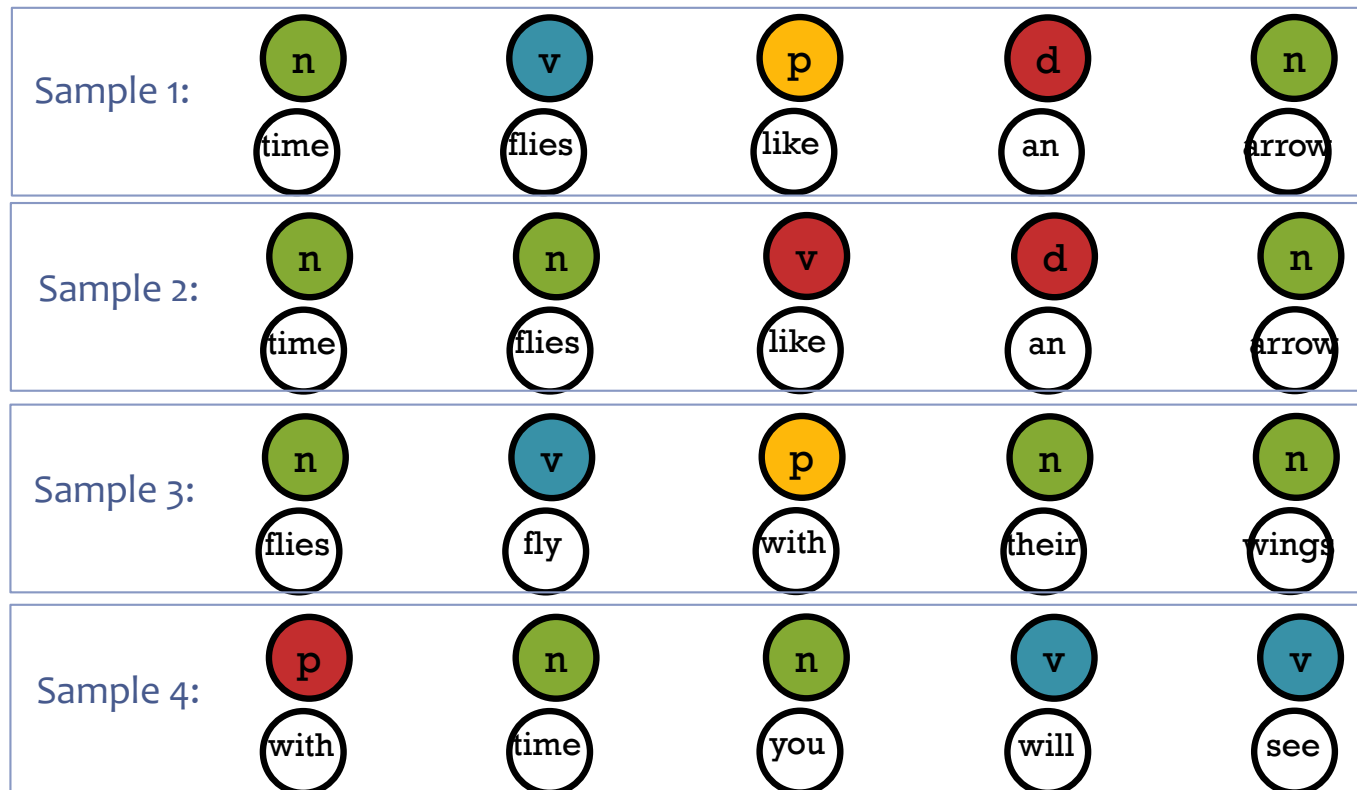 n v p d n
Sample 1:
time flies like an arrow
n n v d n
Sample 2:
time flies like an arrow
n v p n n
Sample 3:
flies fly with their wings
p n n v v
Sample 4:
with time you will see